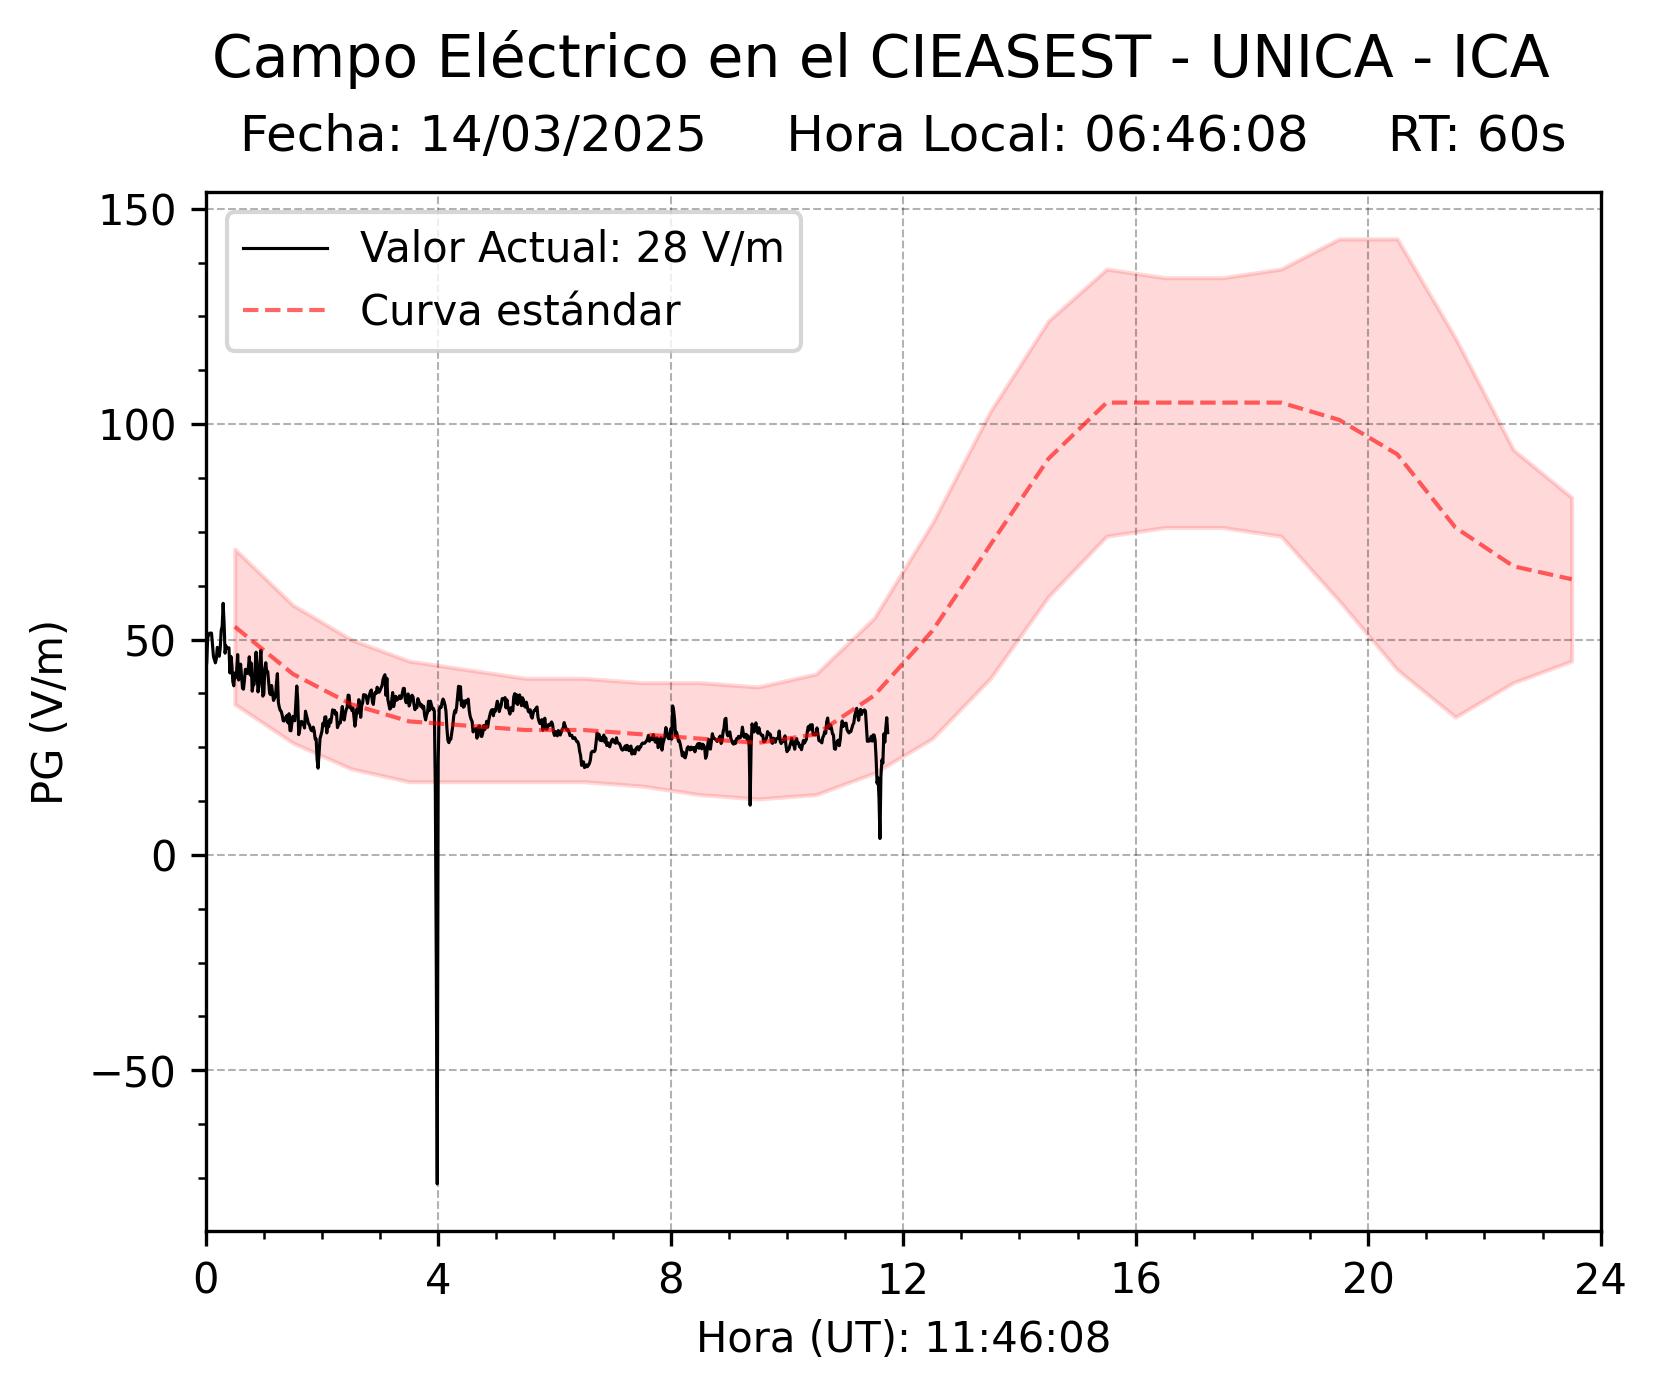 Campo Eléctrico en el CIEASEST - UNICA - ICA
Fecha: 14/03/2025 Hora Local: 06:46:08 RT: 60s
Valor Actual: 28 V/m
Curva estándar
PG (V/m)
150
100
50
0
−50
0 4 8 12 16 20 24
Hora (UT): 11:46:08